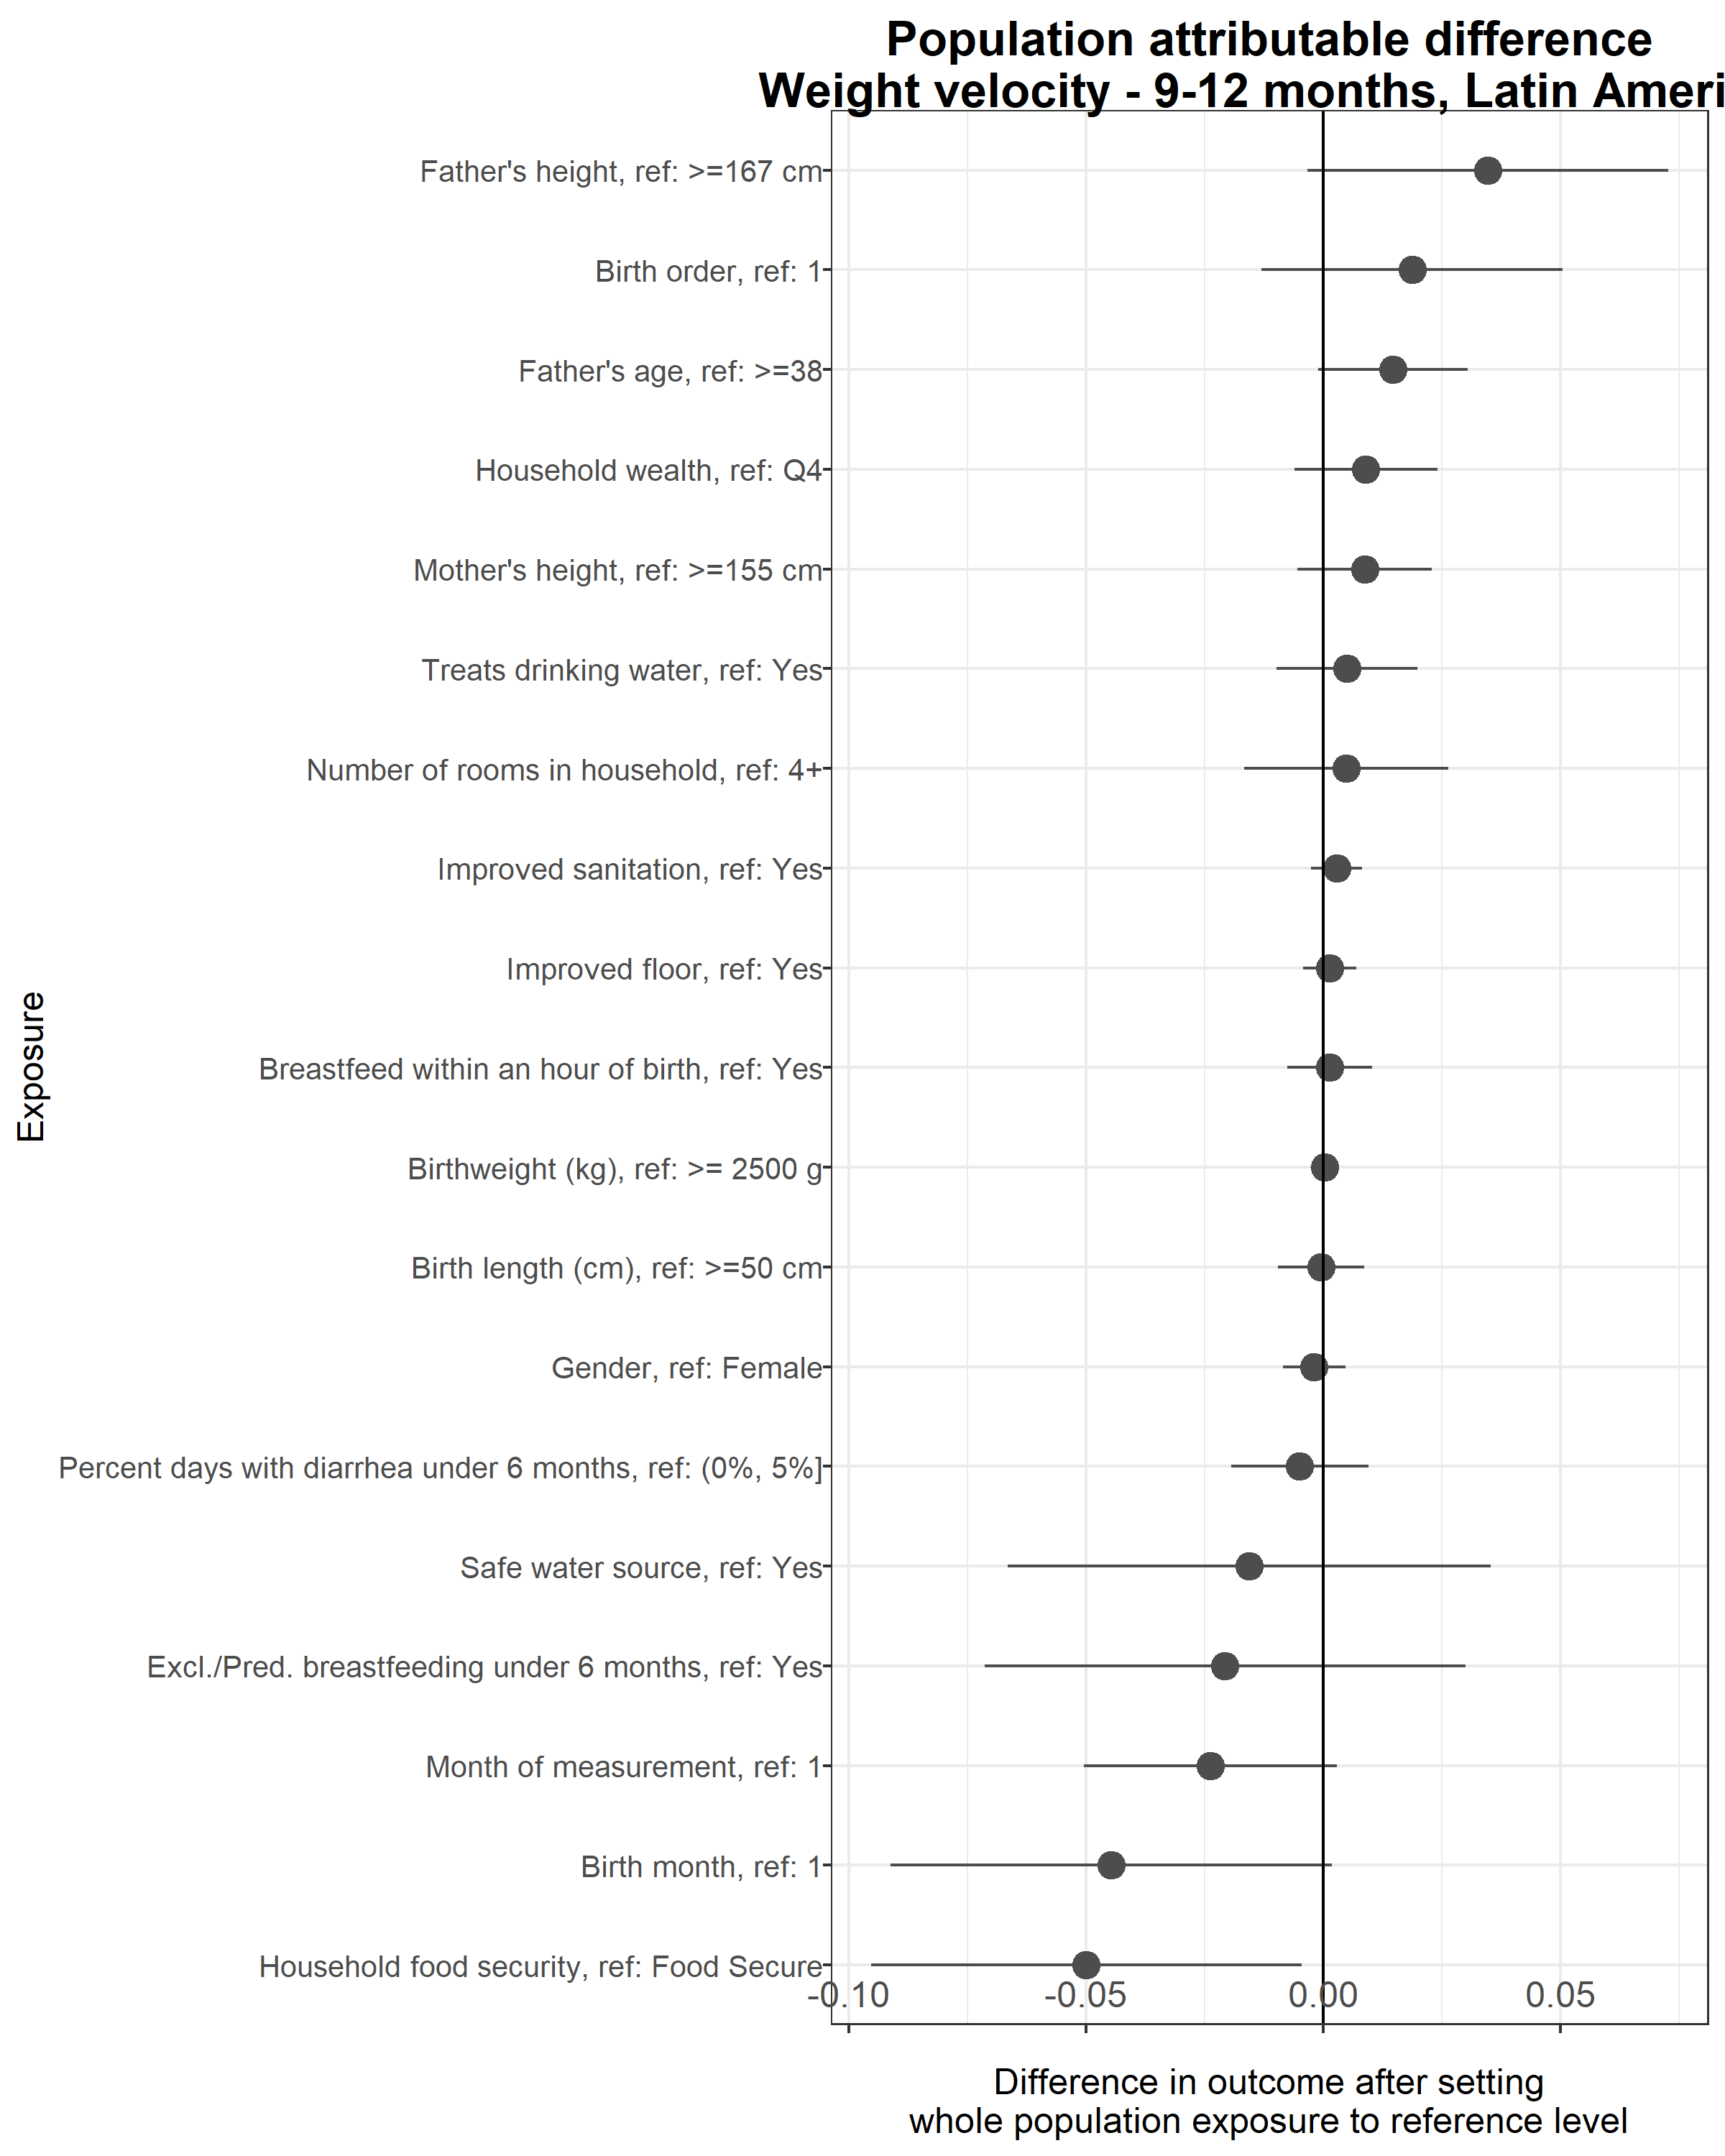 Population attributable difference
Weight velocity - 9-12 months, Latin Ameri
Father's height, ref: >=167 cm
Birth order, ref: 1
Father's age, ref: >=38
Household wealth, ref: Q4
Mother's height, ref: >=155 cm
Treats drinking water, ref: Yes
Number of rooms in household, ref: 4+
Improved sanitation, ref: Yes
Improved floor, ref: Yes
Breastfeed within an hour of birth, ref: Yes
Birthweight (kg), ref: >= 2500 g
Birth length (cm), ref: >=50 cm
Gender, ref: Female
Percent days with diarrhea under 6 months, ref: (0%, 5%]
Safe water source, ref: Yes
Excl./Pred. breastfeeding under 6 months, ref: Yes
Month of measurement, ref: 1
Birth month, ref: 1
Household food security, ref: Food Secure
Exposure
-0.10 -0.05 0.00 0.05
Difference in outcome after setting
whole population exposure to reference level